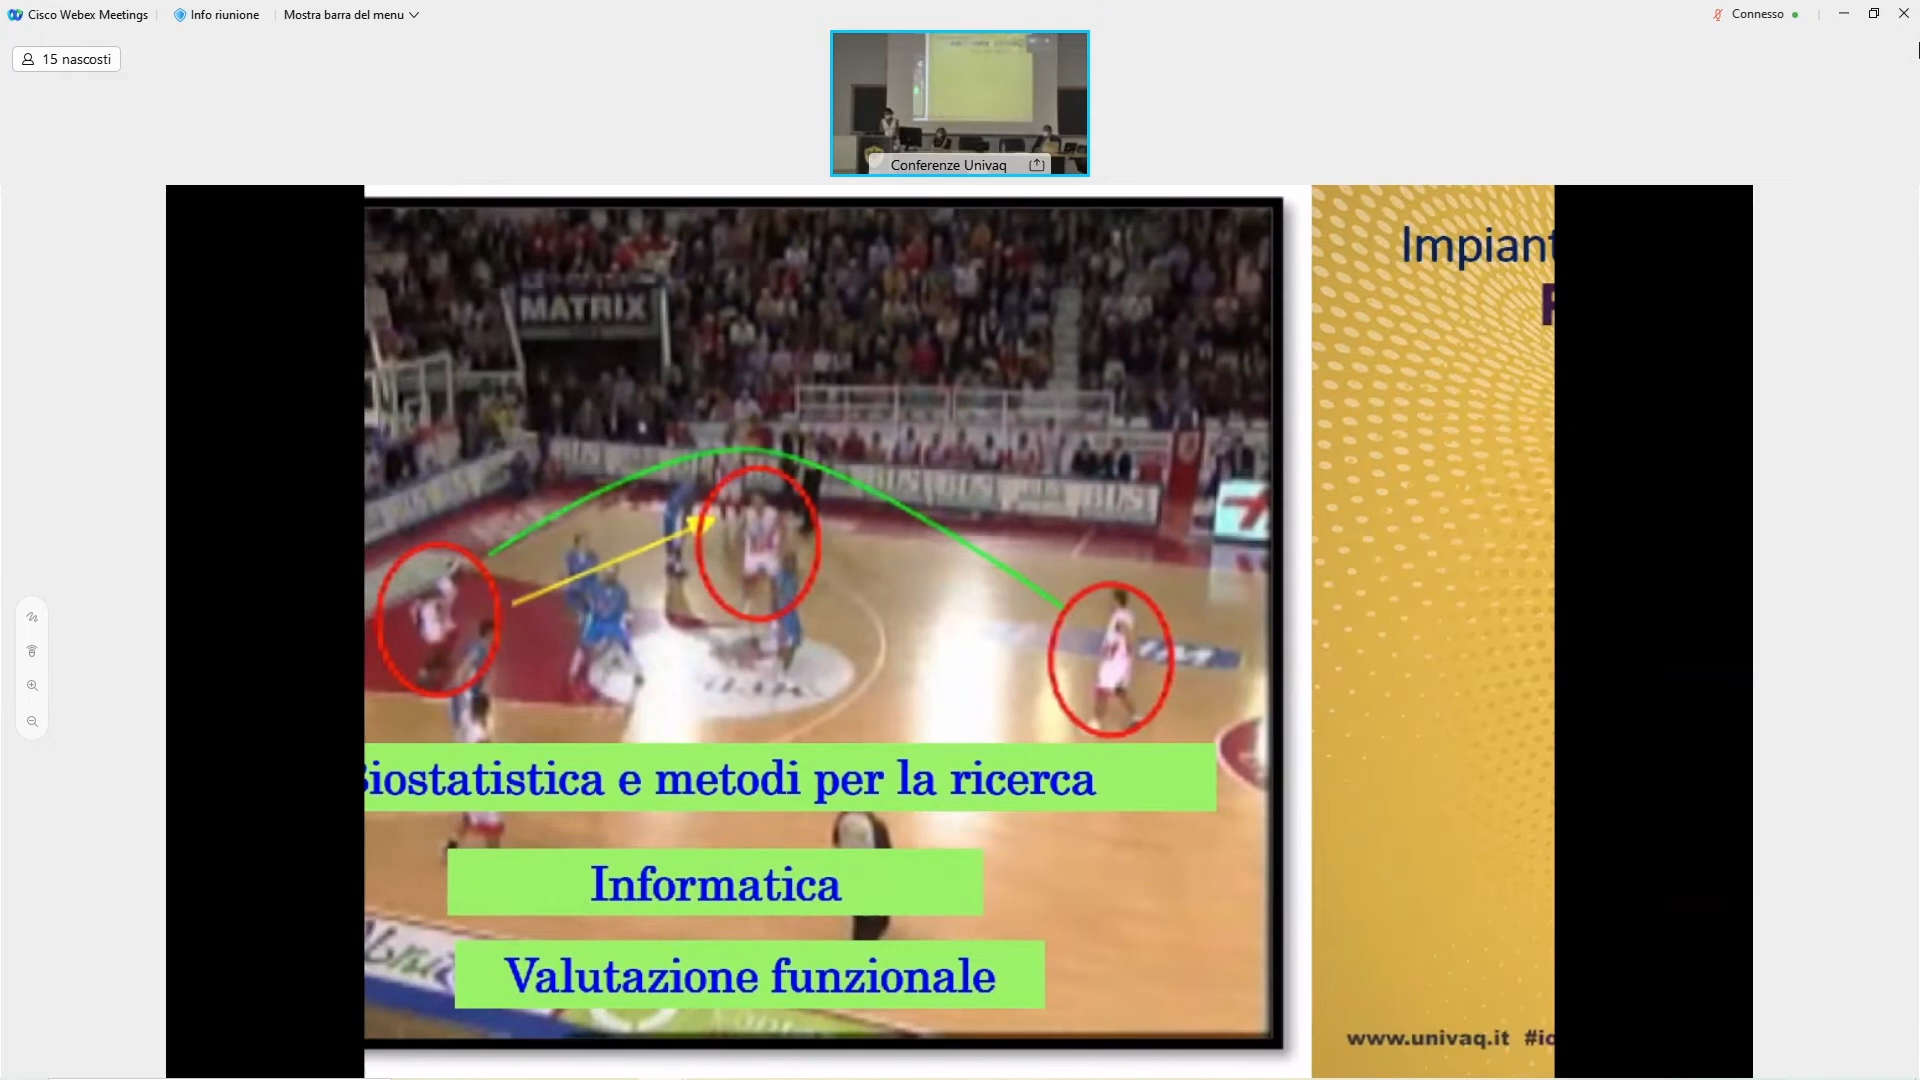 Cisco Webex Meetings
Info riunione
Mostra barra del menu
Connesso
15 nascosti
Conferenze Univaq
MATRIX
Impiant
iostatistica e metodi per la ricerca
Informatica
Valutazione funzionale
www.univaq.it #io